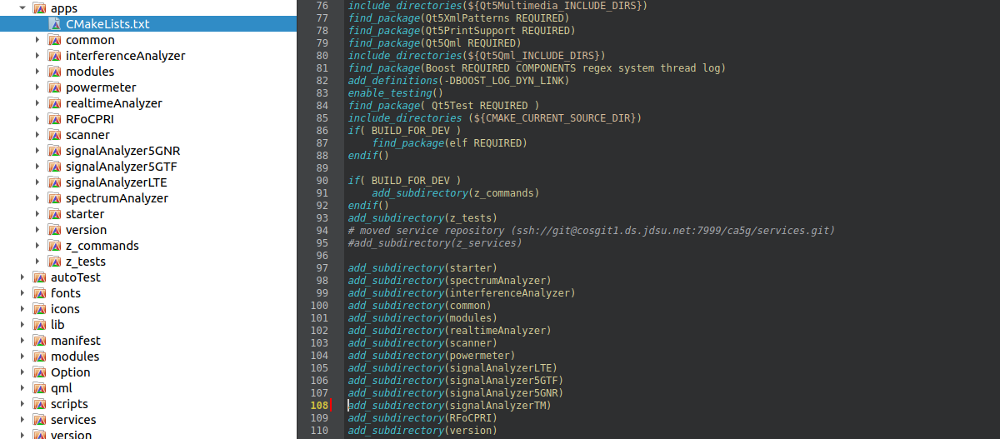 apps
CMakeLists.txt
common
interferenceAnalyzer
modules
powermeter
realtimeAnalyzer
RFoCPRI
scanner
signalAnalyzer5GNR
signalAnalyzer5GTF
signalAnalyzerLTE
spectrumAnalyzer
starter
version
z_commands
z_tests
autoTest
fonts
icons
lib
manifest
modules
Option
qml
scripts
services
version
76 include_directories(${Qt5Multimedia_INCLUDE_DIRS})
77 find_package(Qt5XmlPatterns REQUIRED)
78 find_package(Qt5PrintSupport REQUIRED)
79 find_package(Qt5Qml REQUIRED)
80 include_directories(${Qt5Qml_INCLUDE_DIRS})
81 find_package(Boost REQUIRED COMPONENTS regex system thread log)
82 add_definitions(-DBOOST_LOG_DYN_LINK)
83 enable_testing()
84 find_package( Qt5Test REQUIRED )
85 include_directories (${CMAKE_CURRENT_SOURCE_DIR})
86 if( BUILD_FOR_DEV )
87     find_package(elf REQUIRED)
88 endif()
89
90 if( BUILD_FOR_DEV )
91     add_subdirectory(z_commands)
92 endif()
93 add_subdirectory(z_tests)
94 # moved service repository (ssh://git@cosgit1.ds.jdsu.net:7999/ca5g/services.git)
95 #add_subdirectory(z_services)
96
97 add_subdirectory(starter)
98 add_subdirectory(spectrumAnalyzer)
99 add_subdirectory(interferenceAnalyzer)
100 add_subdirectory(common)
101 add_subdirectory(modules)
102 add_subdirectory(realtimeAnalyzer)
103 add_subdirectory(scanner)
104 add_subdirectory(powermeter)
105 add_subdirectory(signalAnalyzerLTE)
106 add_subdirectory(signalAnalyzer5GTF)
107 add_subdirectory(signalAnalyzer5GNR)
108 add_subdirectory(signalAnalyzerTM)
109 add_subdirectory(RFoCPRI)
110 add_subdirectory(version)